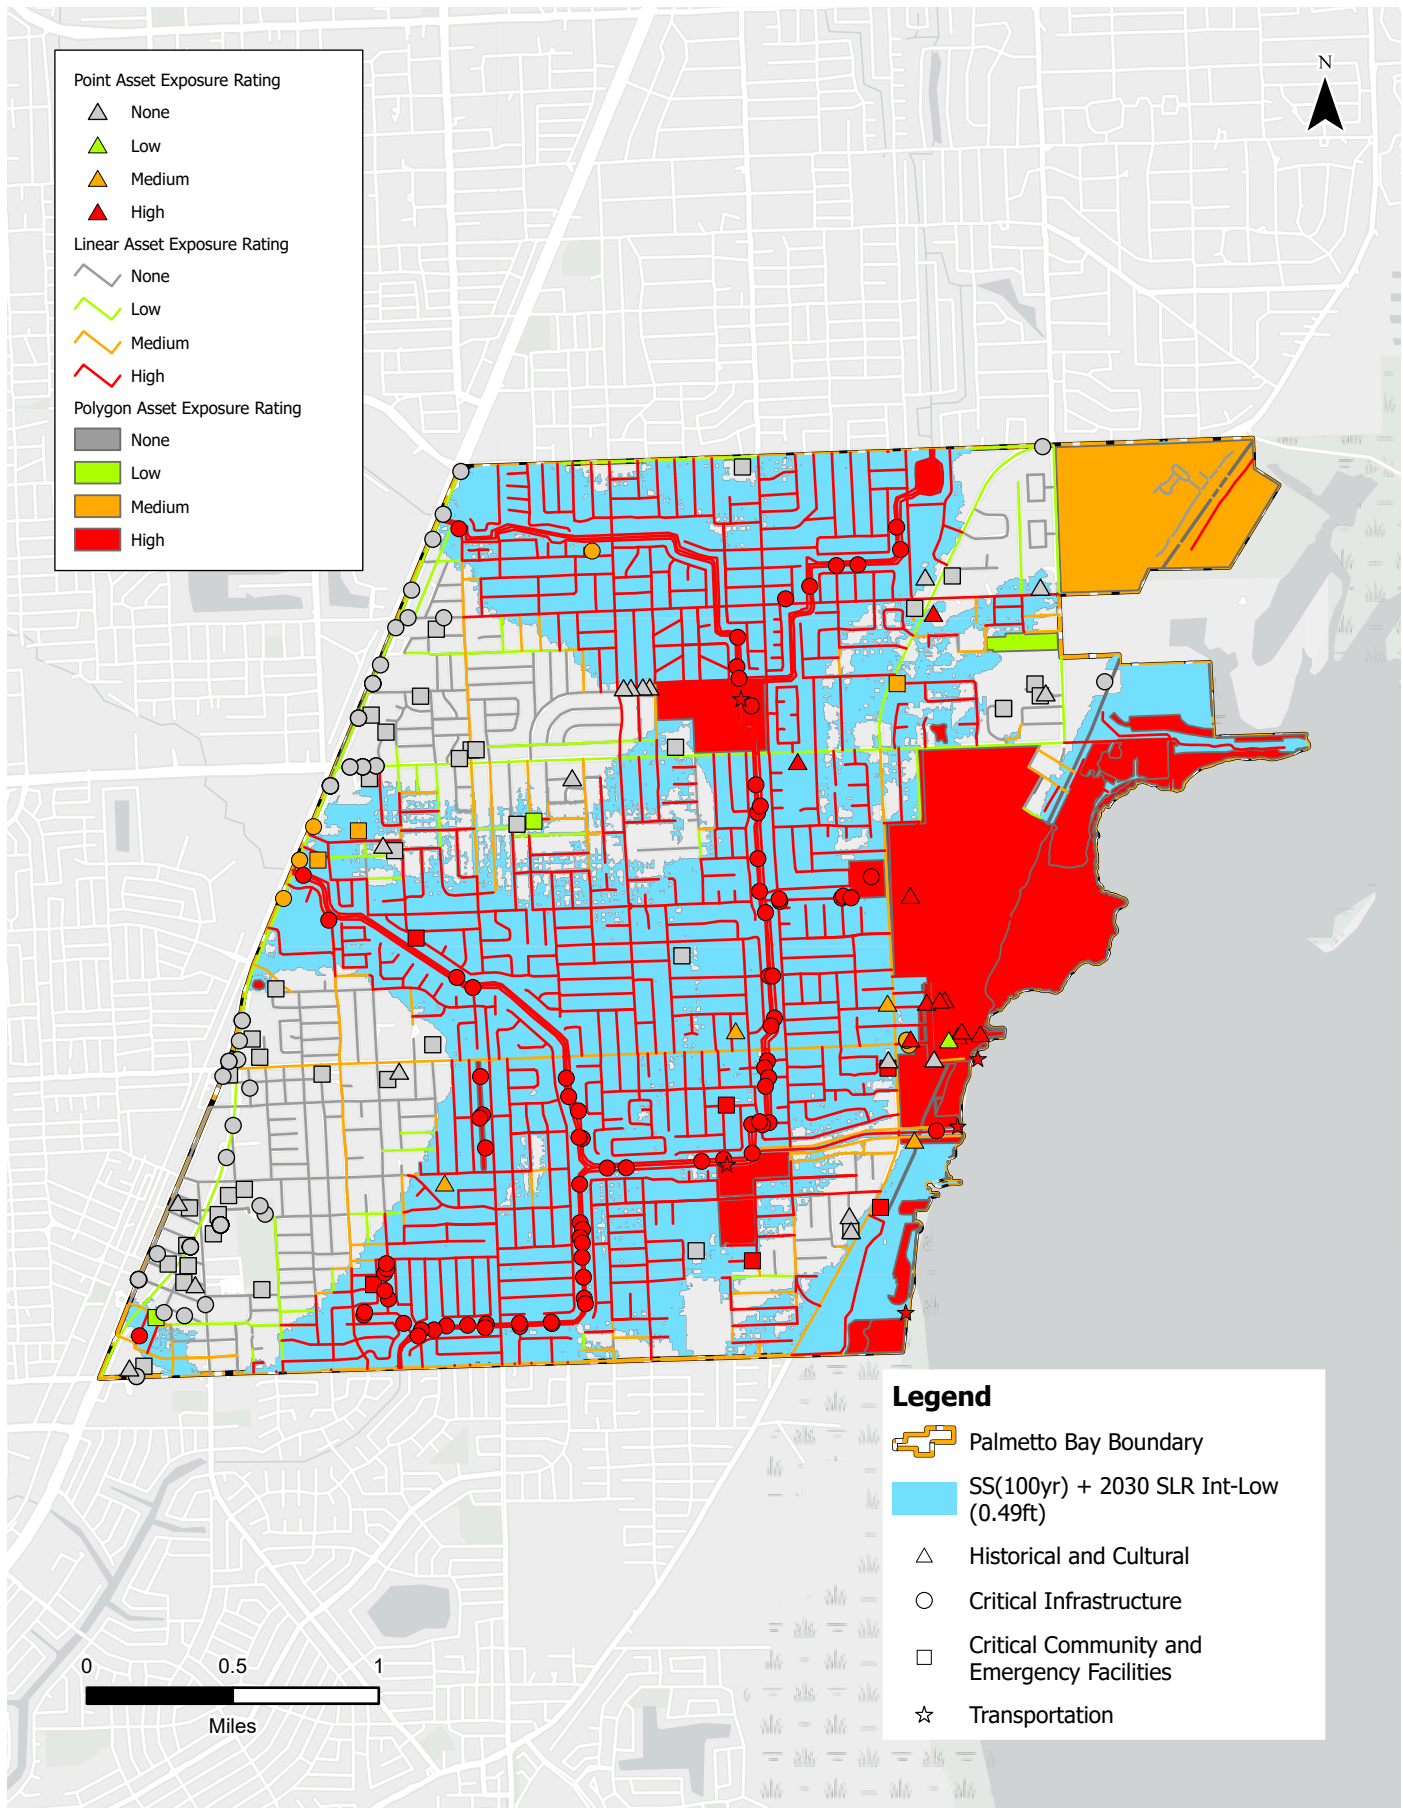 Point Asset Exposure Rating
None
Low
Medium
High
Linear Asset Exposure Rating
None
Low
Medium
High
Polygon Asset Exposure Rating
None
Low
Medium
High
N
Legend
Palmetto Bay Boundary
SS(100yr) + 2030 SLR Int-Low
(0.49ft)
Historical and Cultural
Critical Infrastructure
Critical Community and
Emergency Facilities
Transportation
0 0.5 1
Miles